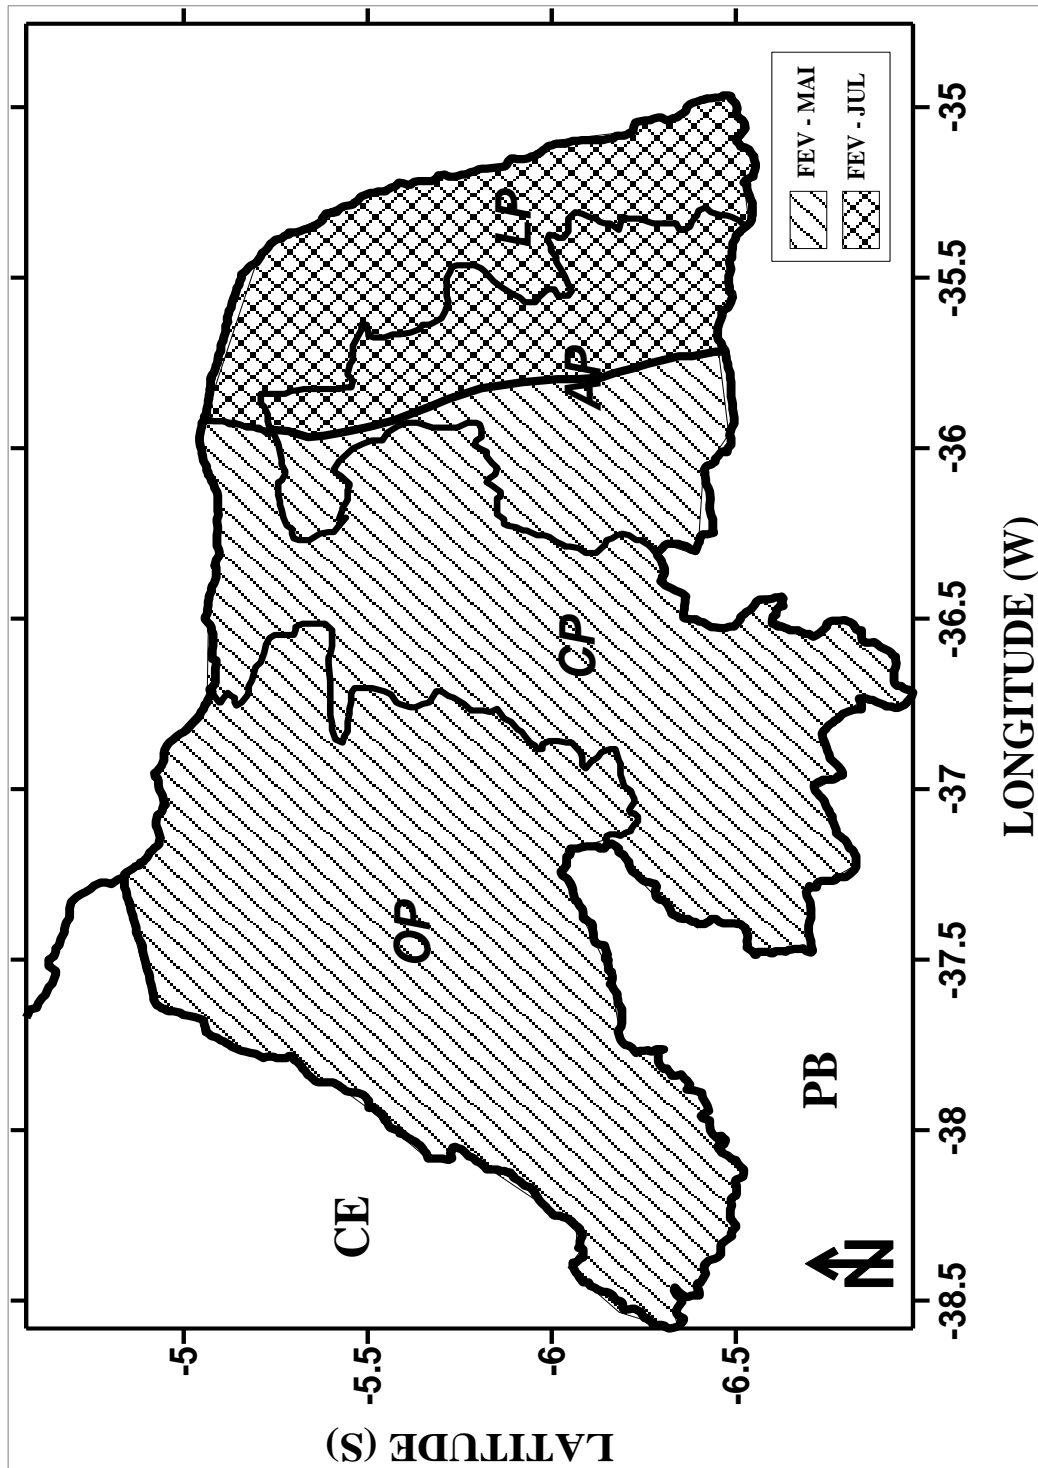 LATITUDE (S)
-5
-5.5
-6
-6.5
CE
PB
OP
CP
AP
LP
N
FEV - MAI
FEV - JUL
-38.5
-38
-37.5
-37
-36.5
-36
-35.5
-35
LONGITUDE (W)